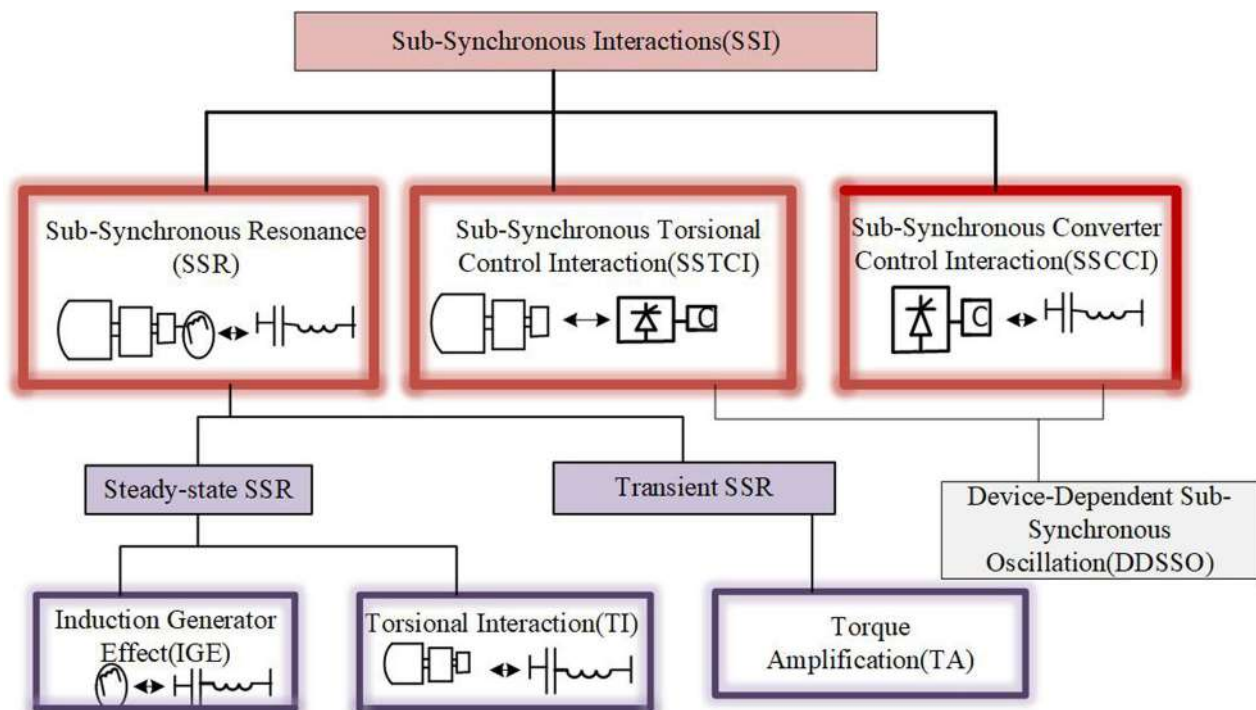 Sub-Synchronous Interactions(SSI)
Sub-Synchronous Resonance
(SSR)
Sub-Synchronous Torsional
Control Interaction(SSTCI)
C
Sub-Synchronous Converter
Control Interaction(SSCCI)
C
Steady-state SSR
Transient SSR
Device-Dependent Sub-
Synchronous
Oscillation(DDSSO)
Induction Generator
Effect(IGE)
Torsional Interaction(TI)
Torque
Amplification(TA)